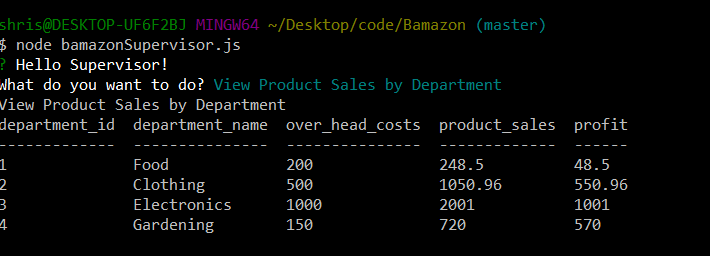 shris@DESKTOP-UF6F2BJ MINGW64 ~/Desktop/code/Bamazon (master)
$ node bamazonSupervisor.js
? Hello Supervisor!
What do you want to do? View Product Sales by Department
View Product Sales by Department
department_id  department_name  over_head_costs  product_sales  profit
-------------  ---------------  ---------------  -------------  ------
1              Food             200              248.5          48.5
2              Clothing         500              1050.96        550.96
3              Electronics      1000             2001           1001
4              Gardening        150              720            570